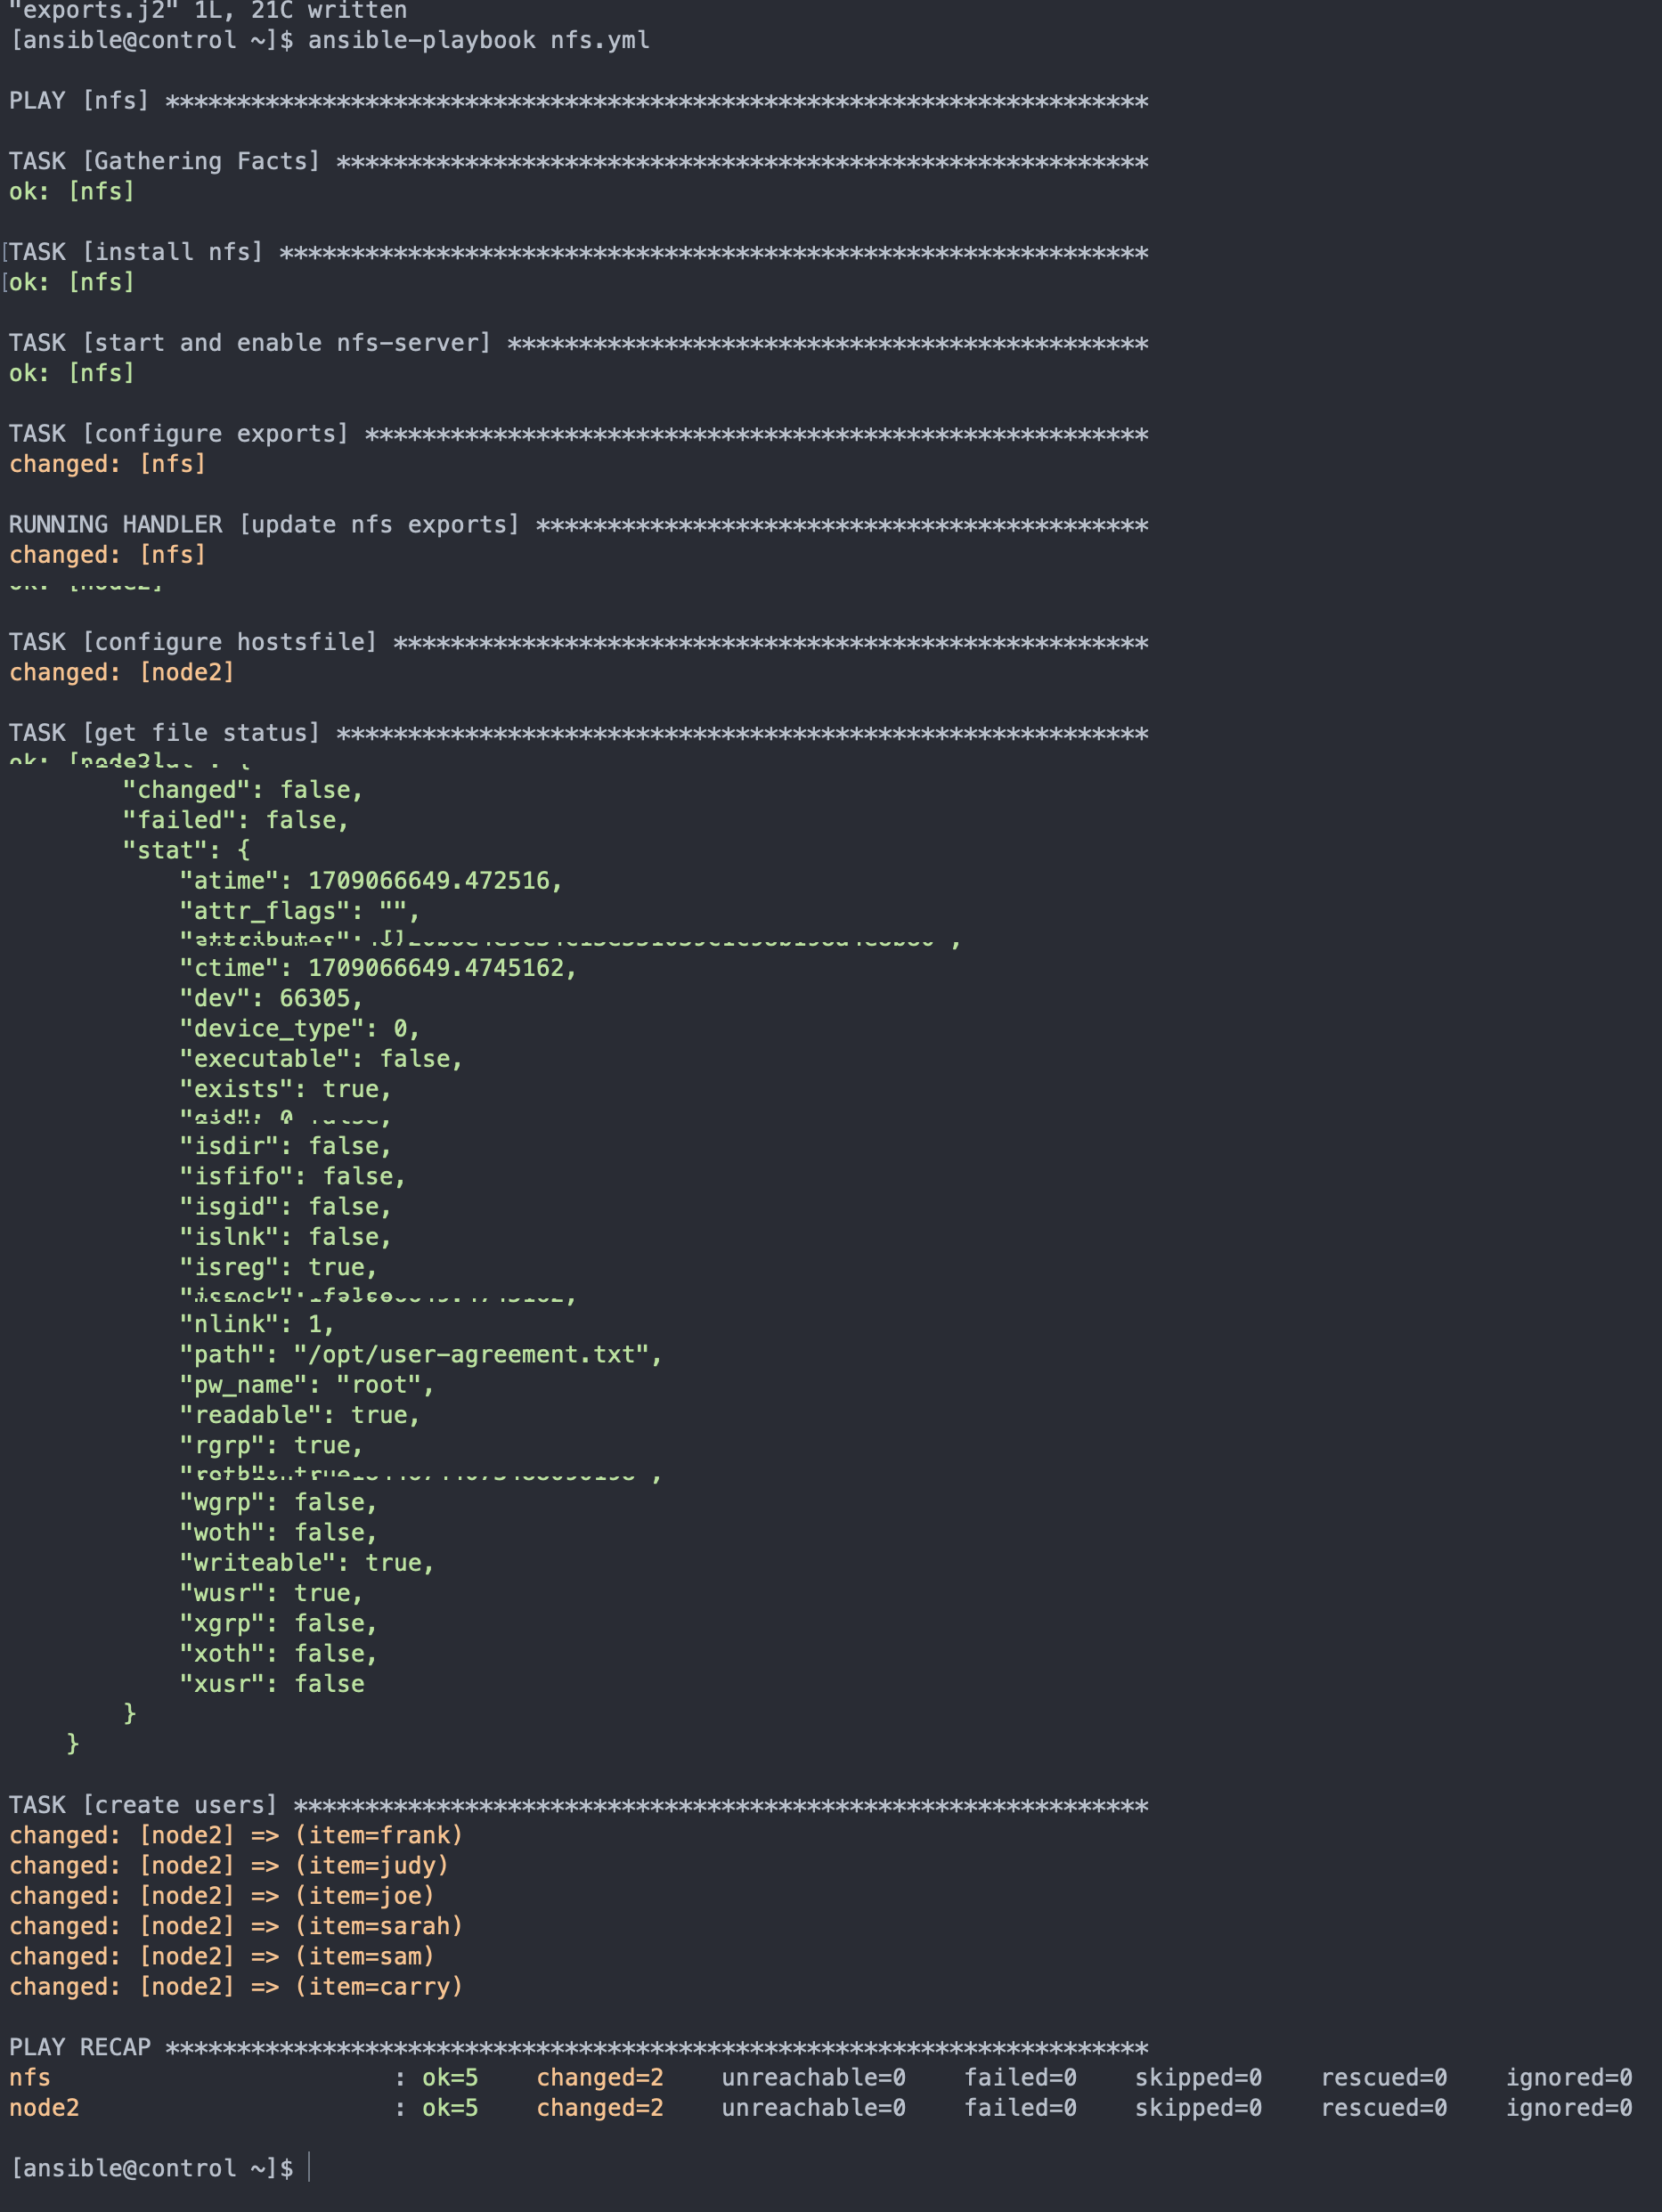 "exports.j2" 1L, 21C written
[ansible@control ~]$ ansible-playbook nfs.yml
PLAY [nfs] *********************************************************************
TASK [Gathering Facts] *********************************************************
ok: [nfs]
TASK [install nfs] *************************************************************
ok: [nfs]
TASK [start and enable nfs-server] *********************************************
ok: [nfs]
TASK [configure exports] *******************************************************
changed: [nfs]
RUNNING HANDLER [update nfs exports] *******************************************
changed: [nfs]
ok: [node2]
TASK [configure hostsfile] *****************************************************
changed: [node2]
TASK [get file status] *********************************************************
ok: [node2]
"changed": false,
"failed": false,
"stat": {
"atime": 1709066649.472516,
"attr_flags": "",
"attributes": []
"ctime": 1709066649.4745162,
"dev": 66305,
"device_type": 0,
"executable": false,
"exists": true,
"gid": 0
"isdir": false,
"isfifo": false,
"isgid": false,
"islnk": false,
"isreg": true,
"issock": false
"nlink": 1,
"path": "/opt/user-agreement.txt",
"pw_name": "root",
"readable": true,
"rgrp": true,
"roth": true
"wgrp": false,
"woth": false,
"writeable": true,
"wusr": true,
"xgrp": false,
"xoth": false,
"xusr": false
}
}
TASK [create users] ************************************************************
changed: [node2] => (item=frank)
changed: [node2] => (item=judy)
changed: [node2] => (item=joe)
changed: [node2] => (item=sarah)
changed: [node2] => (item=sam)
changed: [node2] => (item=carry)
PLAY RECAP *********************************************************************
nfs : ok=5 changed=2 unreachable=0 failed=0 skipped=0 rescued=0 ignored=0
node2 : ok=5 changed=2 unreachable=0 failed=0 skipped=0 rescued=0 ignored=0
[ansible@control ~]$